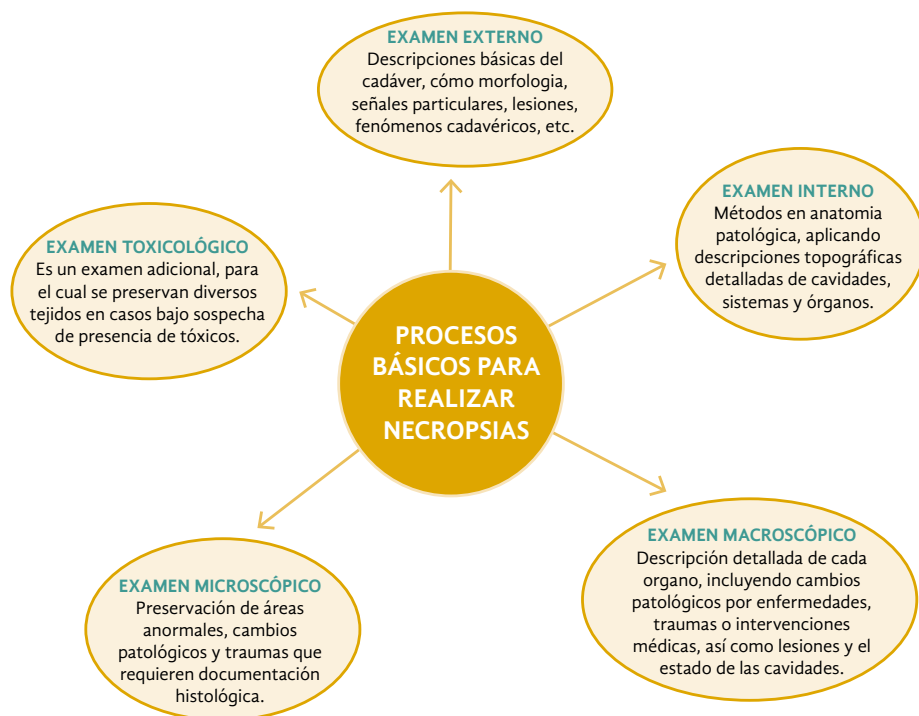 EXAMEN EXTERNO
Descripciones básicas del
cadáver, cómo morfologia,
señales particulares, lesiones,
fenómenos cadavéricos, etc.
EXAMEN INTERNO
Métodos en anatomia
patológica, aplicando
descripciones topográficas
detalladas de cavidades,
sistemas y órganos.
EXAMEN TOXICOLÓGICO
Es un examen adicional, para
el cual se preservan diversos
tejidos en casos bajo sospecha
de presencia de tóxicos.
PROCESOS
BÁSICOS PARA
REALIZAR
NECROPSIAS
EXAMEN MACROSCÓPICO
Descripción detallada de cada
organo, incluyendo cambios
patológicos por enfermedades,
traumas o intervenciones
médicas, así como lesiones y el
estado de las cavidades.
EXAMEN MICROSCÓPICO
Preservación de áreas
anormales, cambios
patológicos y traumas que
requieren documentación
histológica.